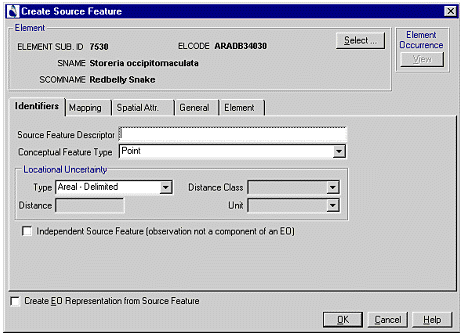 Create Source Feature
Element
ELEMENT SUB. ID 7530 ELCODE ARADB34030 Select ...
SNAME Storeria occipitomaculata
SCOMNAME Redbelly Snake
Element
Occurrence
View
Identifiers Mapping Spatial Attr. General Element
Source Feature Descriptor
Conceptual Feature Type Point
Locational Uncertainty
Type Areal - Delimited Distance Class
Distance Unit
Independent Source Feature (observation not a component of an EO)
Create EO Representation from Source Feature
OK Cancel Help